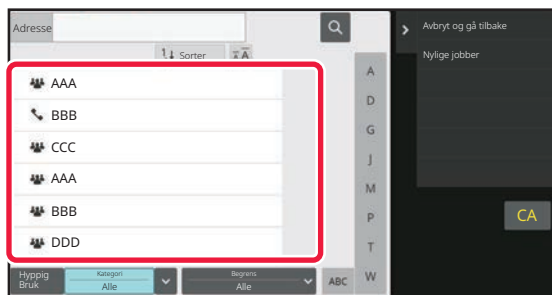 Adresse
Sorter
A
AAA
BBB
CCC
AAA
BBB
DDD
A
D
G
J
M
P
T
W
Hyppig
Bruk
Kategori
Alle
Begrens
Alle
ABC
Avbryt og gå tilbake
Nylige jobber
CA